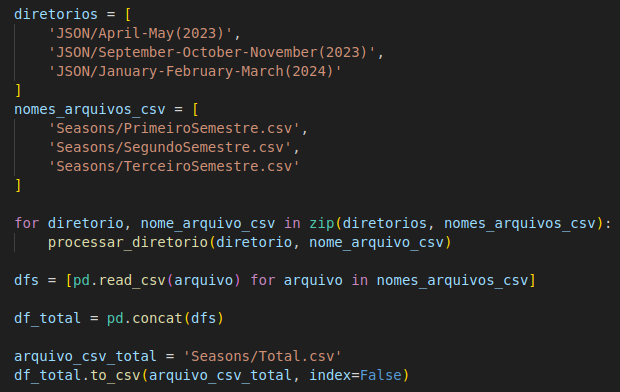 diretorios = [
    'JSON/April-May(2023)',
    'JSON/September-October-November(2023)',
    'JSON/January-February-March(2024)'
]
nomes_arquivos_csv = [
    'Seasons/PrimeiroSemestre.csv',
    'Seasons/SegundoSemestre.csv',
    'Seasons/TerceiroSemestre.csv'
]
for diretorio, nome_arquivo_csv in zip(diretorios, nomes_arquivos_csv):
    processar_diretorio(diretorio, nome_arquivo_csv)
dfs = [pd.read_csv(arquivo) for arquivo in nomes_arquivos_csv]
df_total = pd.concat(dfs)
arquivo_csv_total = 'Seasons/Total.csv'
df_total.to_csv(arquivo_csv_total, index=False)